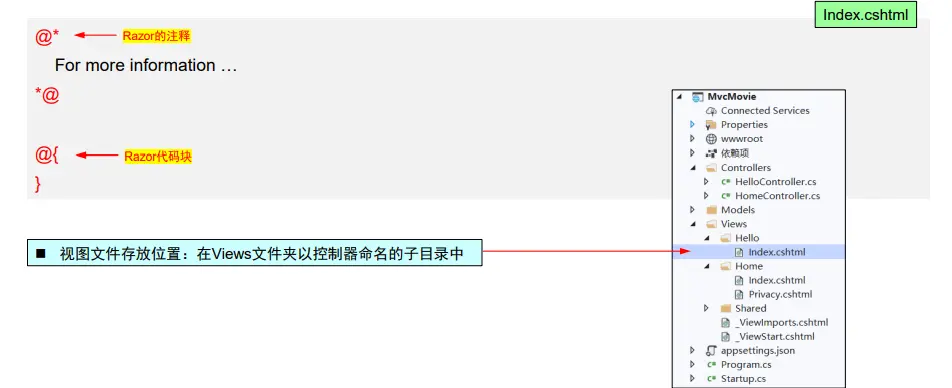 Index.cshtml
@*
Razor的注释
For more information …
*@
@{
Razor代码块
}
■ 视图文件存放位置：在Views文件夹以控制器命名的子目录中
MvcMovie
Connected Services
Properties
wwwroot
依赖项
Controllers
C# HelloController.cs
C# HomeController.cs
Models
Views
Hello
Index.cshtml
Home
Index.cshtml
Privacy.cshtml
Shared
_ViewImports.cshtml
_ViewStart.cshtml
appsettings.json
C# Program.cs
C# Startup.cs